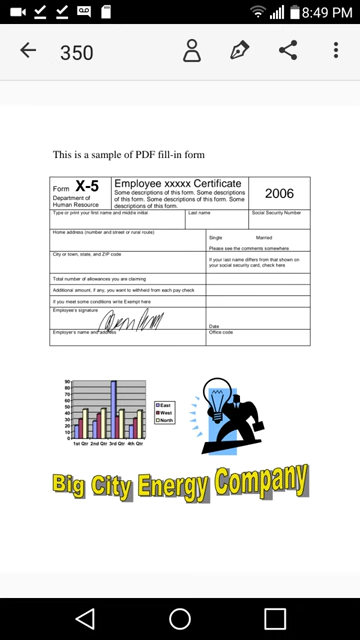 8:49 PM
350
This is a sample of PDF fill-in form
Form X-5
Department of
Human Resource
Employee xxxxx Certificate
Some descriptions of this form. Some descriptions
of this form. Some descriptions of this form. Some
descriptions of this form.
2006
Type or print your first name and middle initial
Last name
Social Security Number
Home address (number and street or rural route)
Single Married
Please see the comments somewhere
City or town, state, and ZIP code
If your last name differs from that shown on
your social security card, check here
Total number of allowances you are claiming
Additional amount, if any, you want to withheld from each pay check
If you meet some conditions write Exempt here
Employee's signature
Date
Employer's name and address
Office code
90
80
70
60
50
40
30
20
10
0
1st Qtr 2nd Qtr 3rd Qtr 4th Qtr
East
West
North
Big City Energy Company